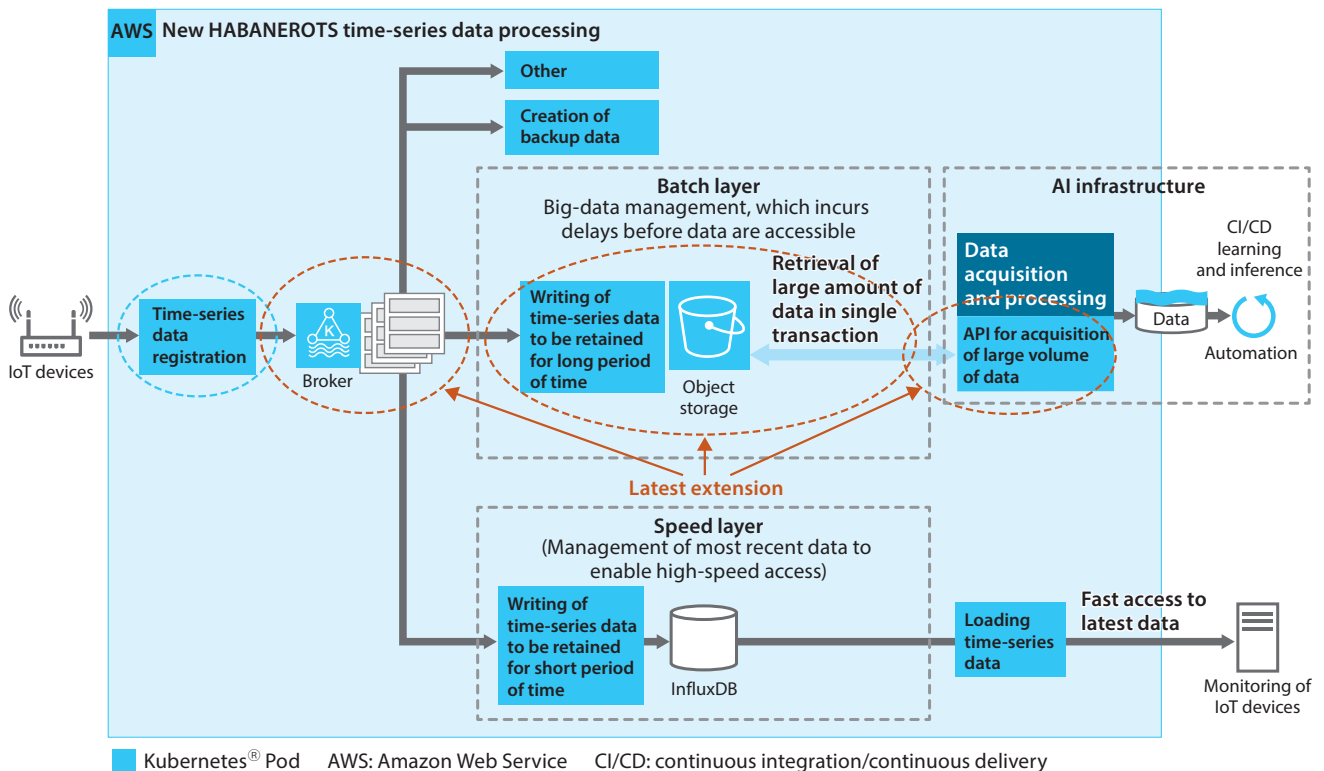 AWS
New HABANEROTS time-series data processing
Other
Creation of
backup data
Batch layer
Big-data management, which incurs
delays before data are accessible
AI infrastructure
CI/CD
learning
and inference
Data
acquisition
and processing
Retrieval of
large amount of
data in single
transaction
Writing of
time-series data
to be retained
for long period
of time
Time-series
data
registration
K
Broker
IoT devices
Object
storage
API for acquisition
of large volume
of data
Data
Automation
Latest extension
Speed layer
(Management of most recent data to
enable high-speed access)
Writing of
time-series data
to be retained
for short period
of time
InfluxDB
Loading
time-series
data
Fast access to
latest data
Monitoring of
IoT devices
Kubernetes® Pod AWS: Amazon Web Service CI/CD: continuous integration/continuous delivery